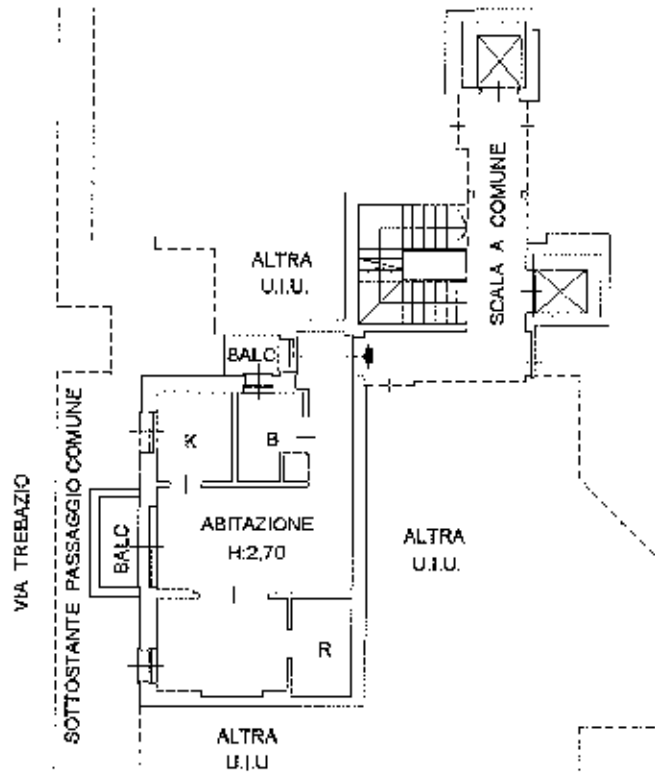 SCALA A COMUNE
ALTRA
U.I.U.
BALC
K
B
ABITAZIONE
H:2,70
ALTRA
U.I.U.
BALC
VIA TREBAZIO
SOTTOSTANTE PASSAGGIO COMUNE
R
ALTRA
U.I.U